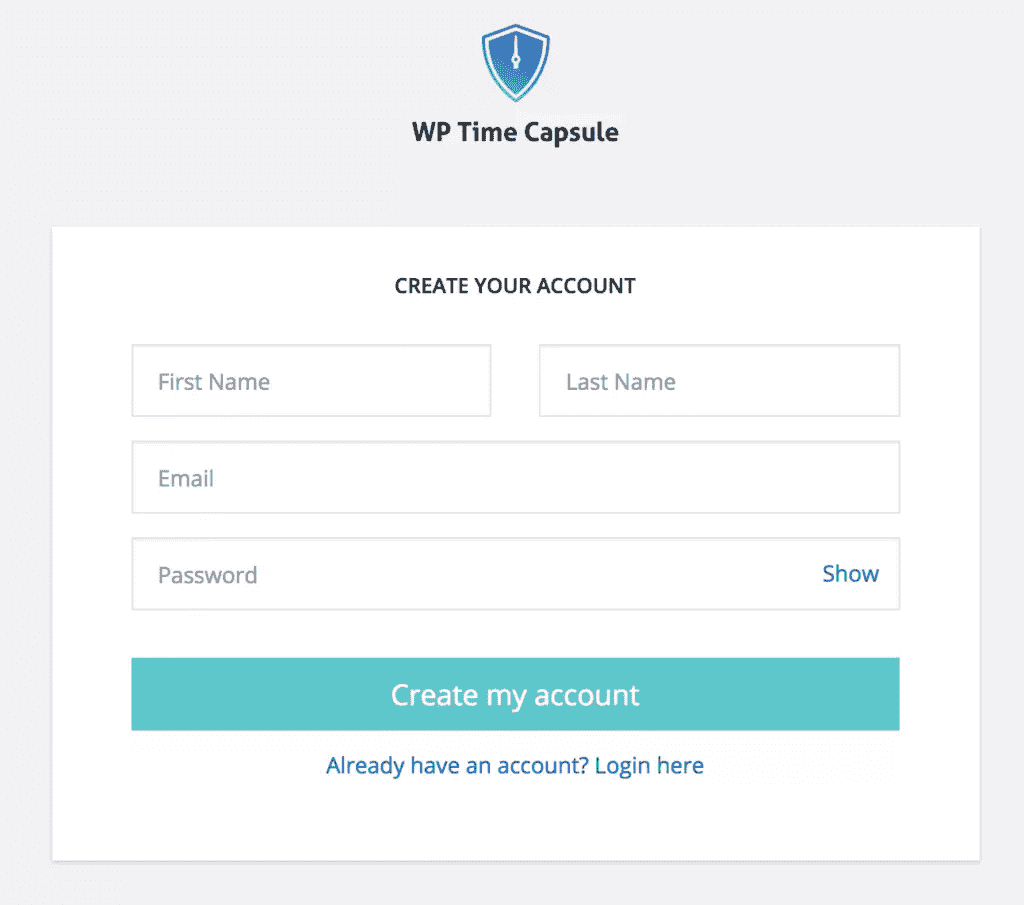 WP Time Capsule
CREATE YOUR ACCOUNT
First Name Last Name
Email
Password Show
Create my account
Already have an account? Login here